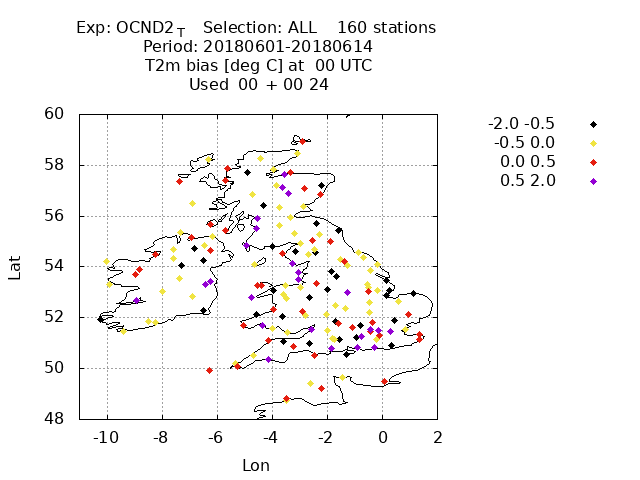 Exp: OCND2T Selection: ALL 160 stations
Period: 20180601-20180614
T2m bias [deg C] at 00 UTC
Used 00 + 00 24
-2.0 -0.5
-0.5 0.0
0.0 0.5
0.5 2.0
Lat
60
58
56
54
52
50
48
-10 -8 -6 -4 -2 0 2
Lon